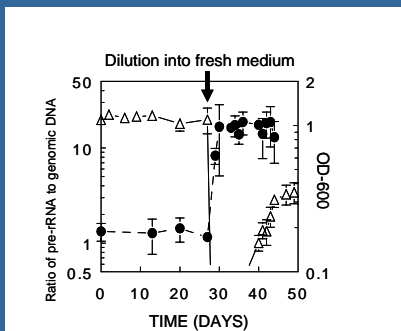 Dilution into fresh medium
50
10
1
0.5
2
1
0.1
0 10 20 30 40 50
Ratio of pre-rRNA to genomic DNA
OD-600
TIME (DAYS)